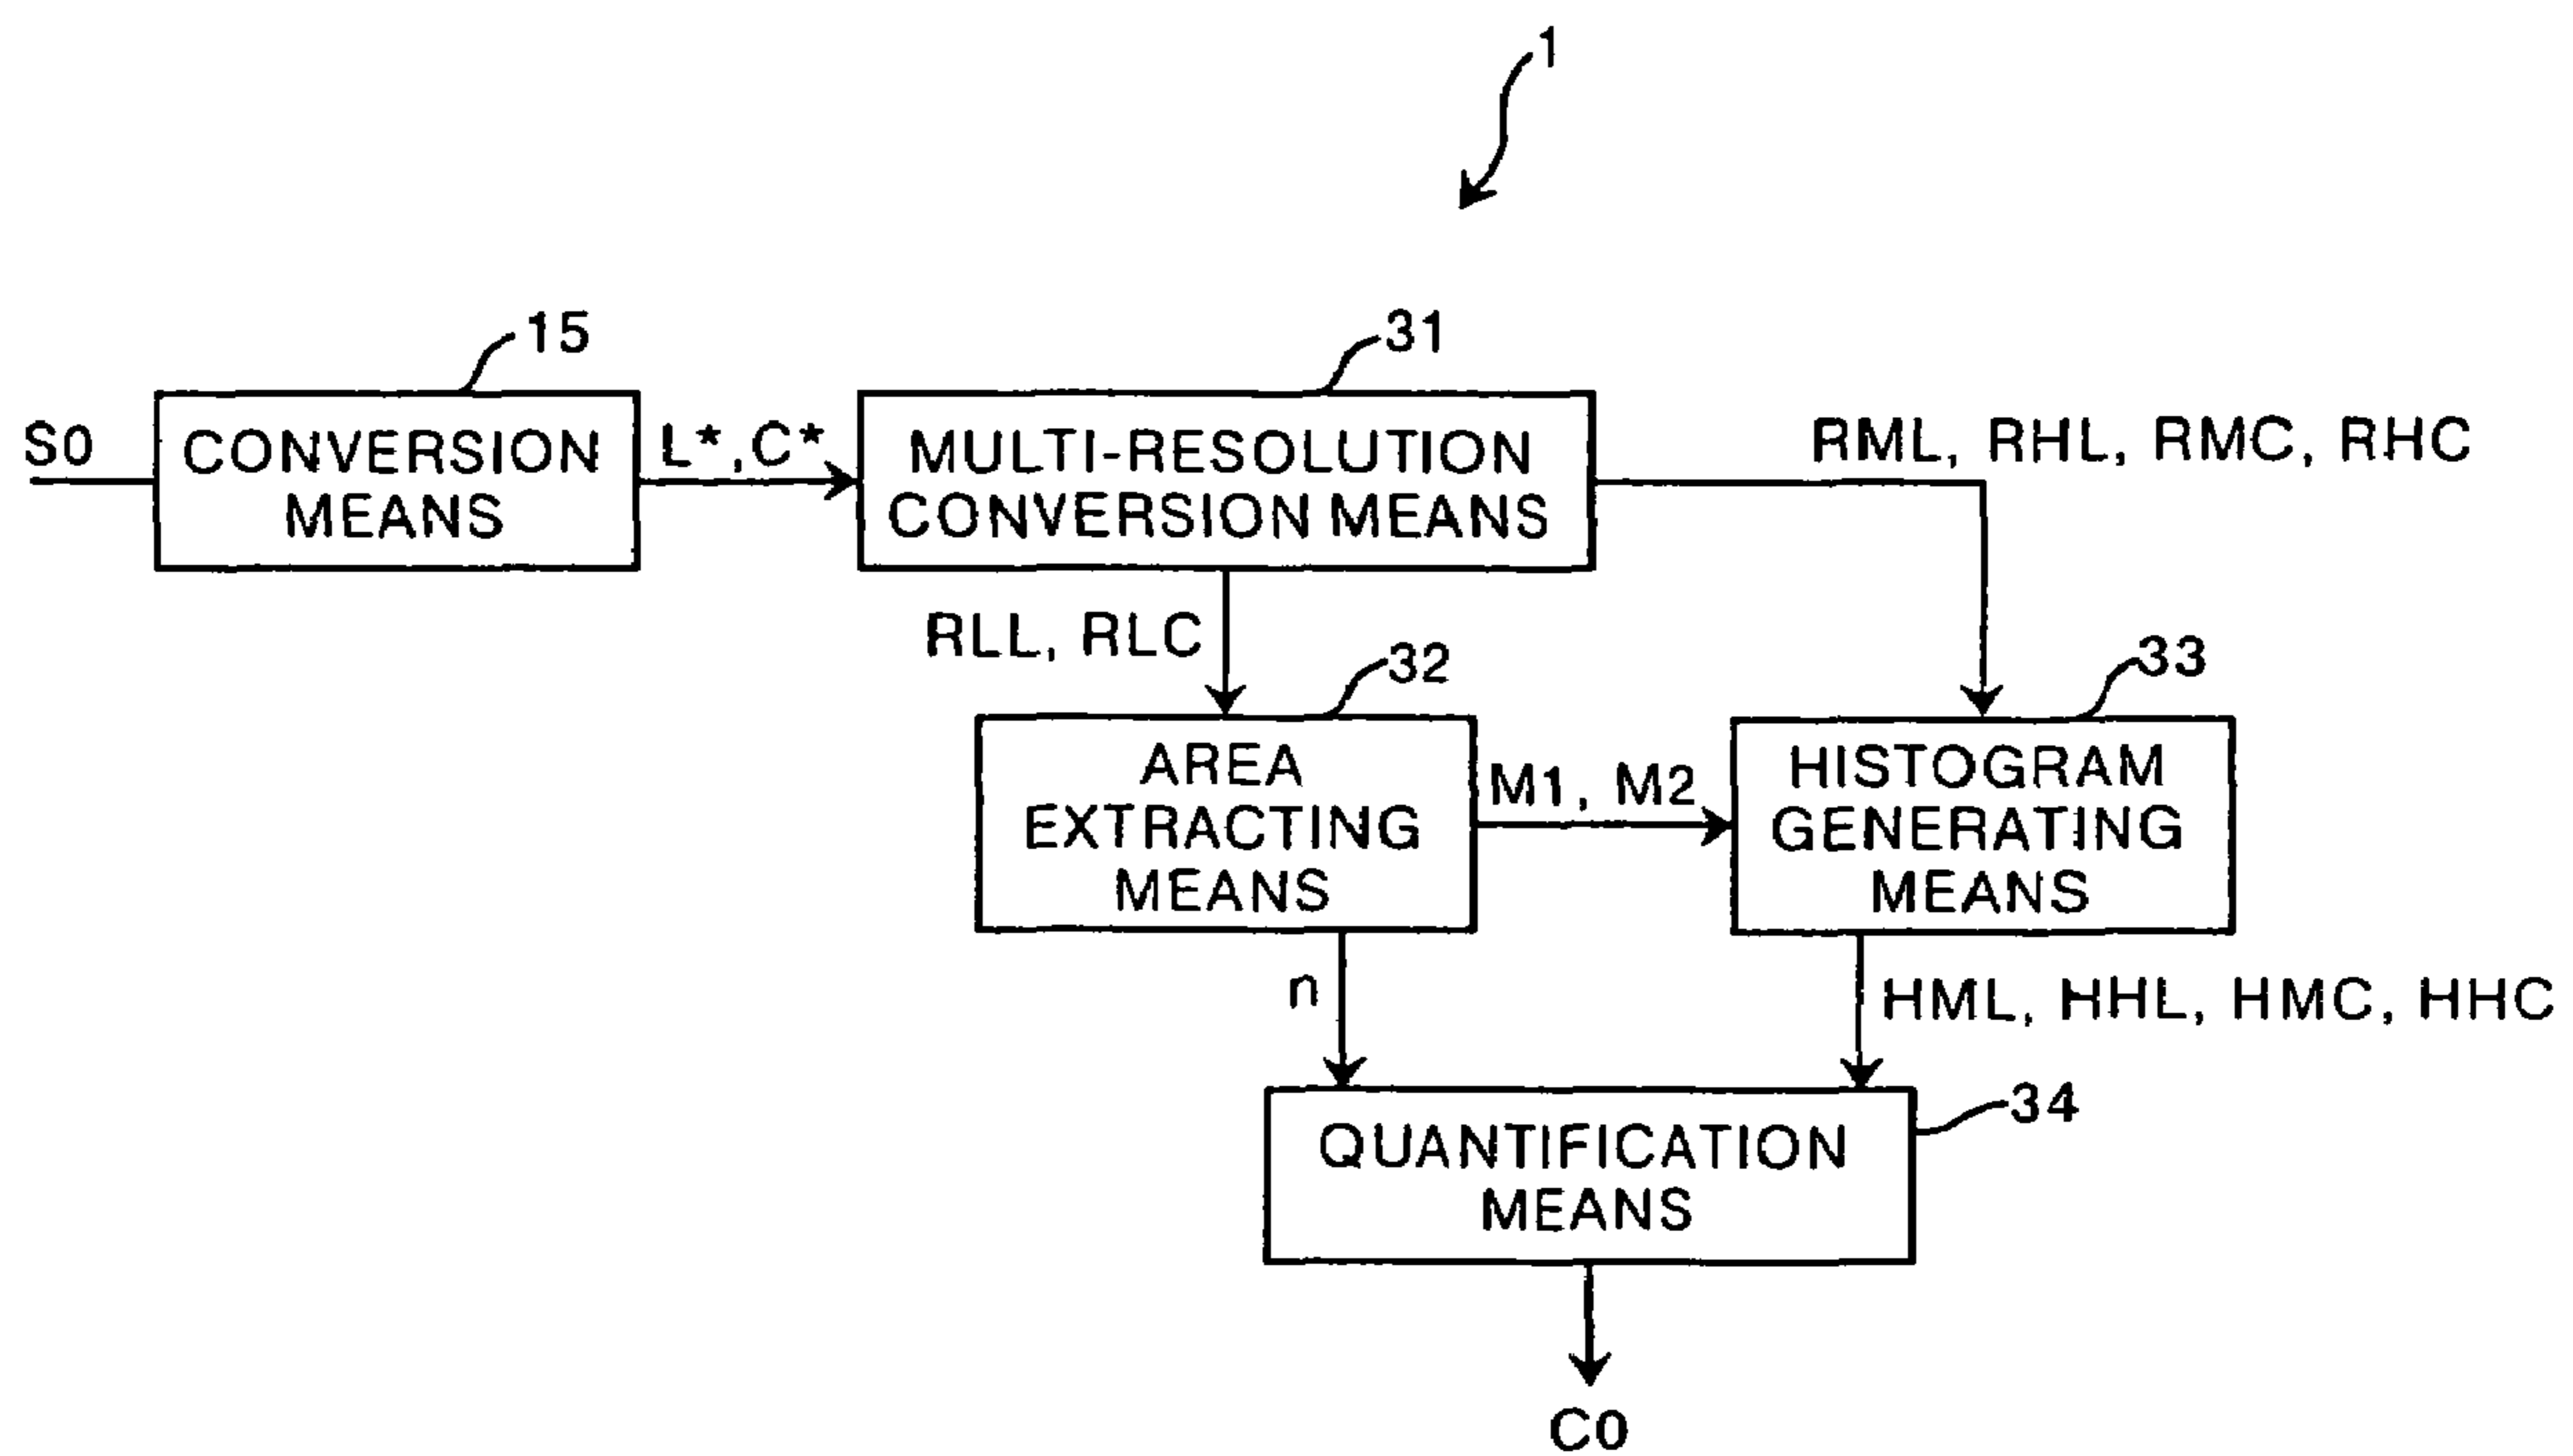 1
15
31
S0
CONVERSION
MEANS
L*,C*
MULTI-RESOLUTION
CONVERSION MEANS
RML, RHL, RMC, RHC
RLL, RLC
32
33
AREA
EXTRACTING
MEANS
M1, M2
HISTOGRAM
GENERATING
MEANS
n
HML, HHL, HMC, HHC
34
QUANTIFICATION
MEANS
C0